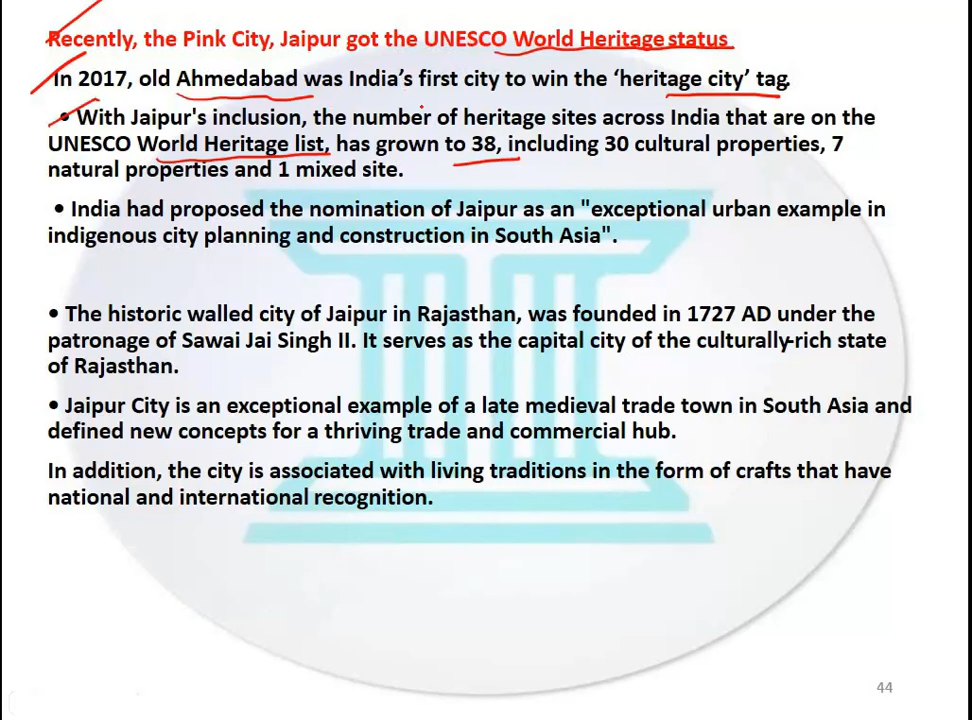 Recently, the Pink City, Jaipur got the UNESCO World Heritage status
In 2017, old Ahmedabad was India's first city to win the ‘heritage city’ tag.
• With Jaipur's inclusion, the number of heritage sites across India that are on the
UNESCO World Heritage list, has grown to 38, including 30 cultural properties, 7
natural properties and 1 mixed site.
• India had proposed the nomination of Jaipur as an "exceptional urban example in
indigenous city planning and construction in South Asia".
• The historic walled city of Jaipur in Rajasthan, was founded in 1727 AD under the
patronage of Sawai Jai Singh II. It serves as the capital city of the culturally-rich state
of Rajasthan.
• Jaipur City is an exceptional example of a late medieval trade town in South Asia and
defined new concepts for a thriving trade and commercial hub.
In addition, the city is associated with living traditions in the form of crafts that have
national and international recognition.
44